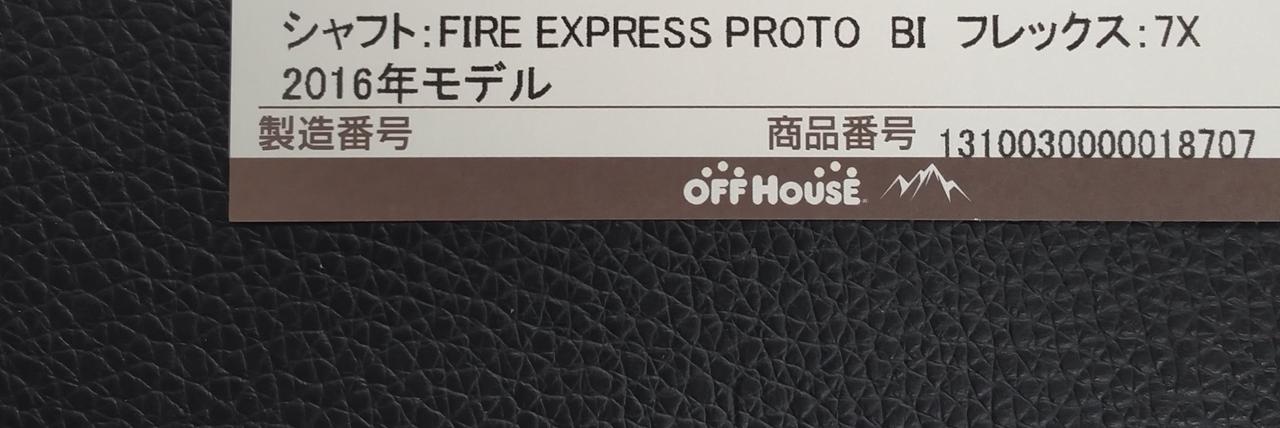 シャフト:FIRE EXPRESS PROTO BI フレックス:7X
2016年モデル
製造番号 商品番号 1310030000018707
OFF HOUSE